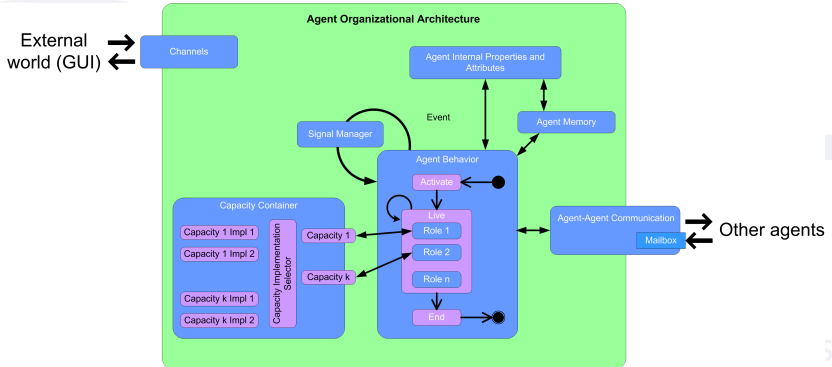 Agent Organizational Architecture
External
world (GUI)
Channels
Agent Internal Properties and
Attributes
Event
Agent Memory
Signal Manager
Agent Behavior
Activate
Capacity Container
Live
Agent-Agent Communication
Capacity 1 Impl 1
Capacity 1 Impl 2
Capacity k Impl 1
Capacity k Impl 2
Capacity Implementation
Selector
Capacity 1
Capacity k
Role 1
Role 2
Role n
End
Mailbox
Other agents